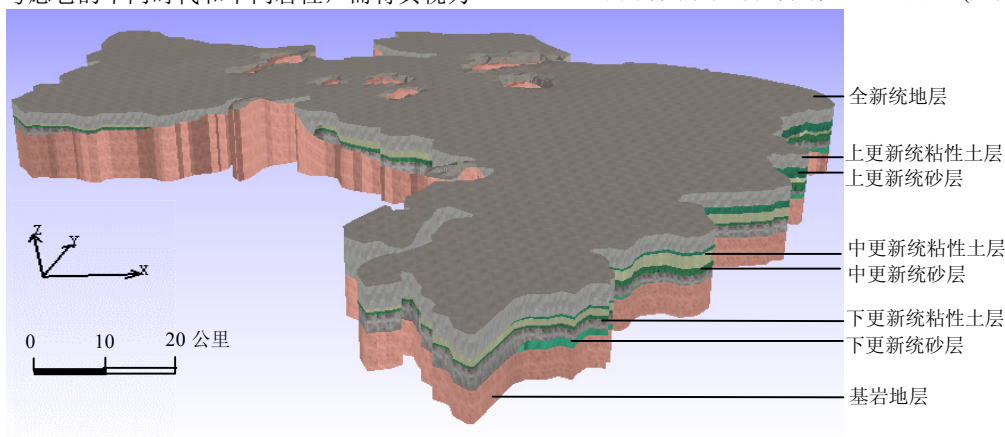 全新统地层
上更新统粘性土层
上更新统砂层
Z
Y
X
中更新统粘性土层
中更新统砂层
下更新统粘性土层
0 10 20 公里
下更新统砂层
基岩地层